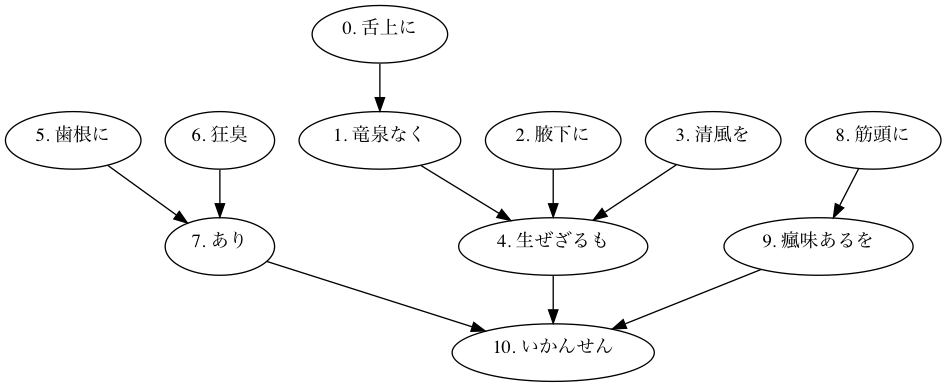 0. 舌上に
5. 歯根に
6. 狂臭
1. 竜泉なく
2. 腋下に
3. 清風を
8. 筋頭に
7. あり
4. 生ぜざるも
9. 瘋味あるを
10. いかんせん